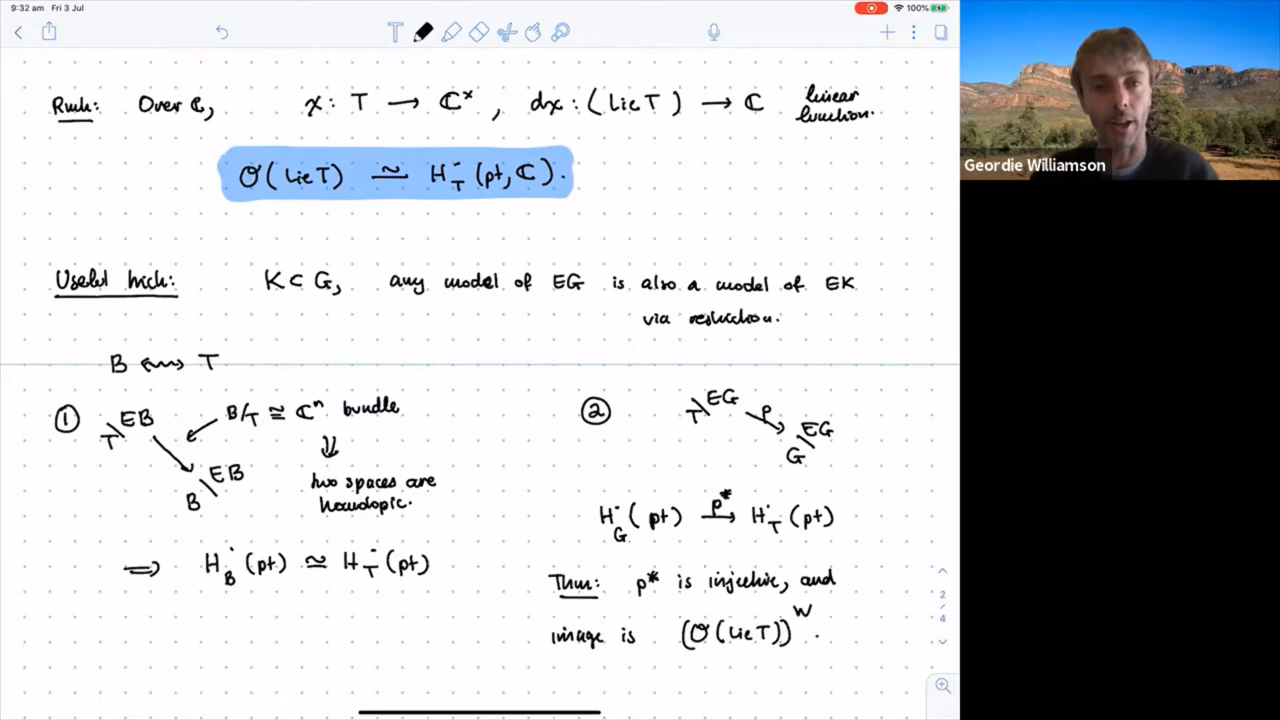 9:32 am Fri 3 Jul
100%
T
Geordie Williamson
Rmk: Over ℂ, χ: T → ℂ^×, dχ: (Lie T) → ℂ linear function.
O(Lie T) ≃ H^•_T(pt, ℂ).
Useful trick: K ⊂ G, any model of EG is also a model of EK
via restriction.
B ↔ T
① T\EB → B\EB ← B/T ≅ ℂ^n bundle
⇓
two spaces are
homotopic.
⟹ H^•_B(pt) ≃ H^•_T(pt)
② T\EG →^p G\EG
H^•_G(pt) →^{p*} H^•_T(pt)
Thm: p* is injective, and
image is (O(Lie T))^W.
2
/
4